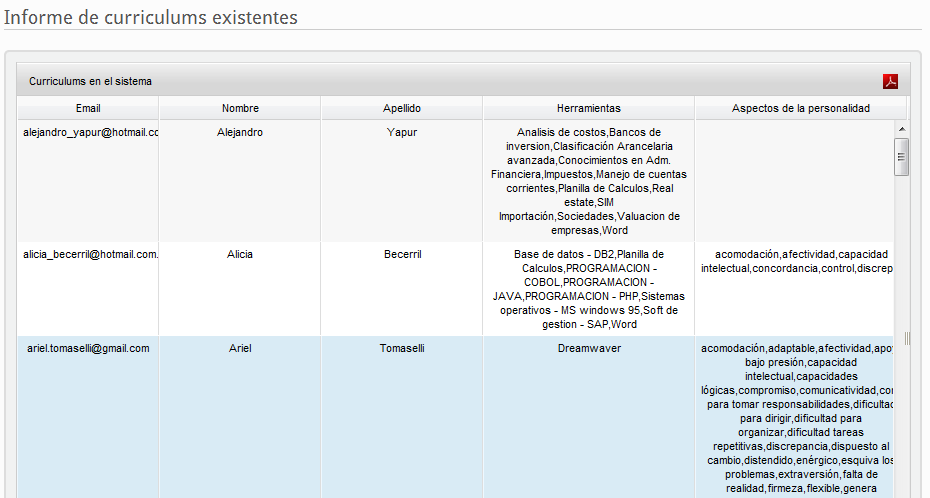 Informe de curriculums existentes
Curriculums en el sistema
Email Nombre Apellido Herramientas Aspectos de la personalidad
alejandro_yapur@hotmail.cc Alejandro Yapur Analisis de costos,Bancos de
inversion,Clasificación Arancelaria
avanzada,Conocimientos en Adm.
Financiera,Impuestos,Manejo de cuentas
corrientes,Planilla de Calculos,Real
estate,SIM
Importación,Sociedades,Valuacion de
empresas,Word
alicia_becerril@hotmail.com. Alicia Becerril Base de datos - DB2,Planilla de
Calculos,PROGRAMACION -
COBOL,PROGRAMACION -
JAVA,PROGRAMACION - PHP,Sistemas
operativos - MS windows 95,Soft de
gestion - SAP,Word
acomodación,afectividad,capacidad
intelectual,concordancia,control,discrep
ariel.tomaselli@gmail.com Ariel Tomaselli Dreamwaver acomodación,adaptable,afectividad,apo
bajo presión,capacidad
intelectual,capacidades
lógicas,compromiso,comunicatividad,co
para tomar responsabilidades,dificultad
para dirigir,dificultad para
organizar,dificultad tareas
repetitivas,discrepancia,dispuesto al
cambio,distendido,enérgico,esquiva los
problemas,extraversión,falta de
realidad,firmeza,flexible,genera